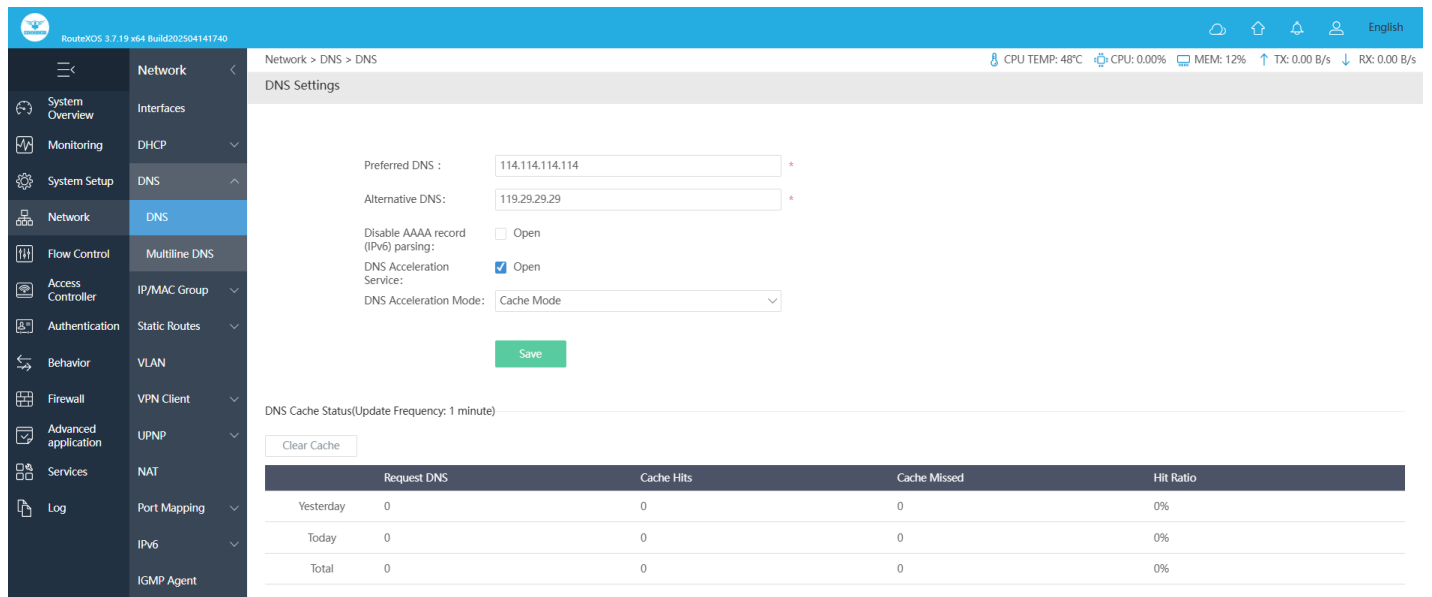 RouteXOS 3.7.19 x64 Build202504141740
English
Network > DNS > DNS
CPU TEMP: 48°C
CPU: 0.00%
MEM: 12%
TX: 0.00 B/s
RX: 0.00 B/s
DNS Settings
System
Overview
Monitoring
System Setup
Network
Flow Control
Access
Controller
Authentication
Behavior
Firewall
Advanced
application
Services
Log
Network
Interfaces
DHCP
DNS
DNS
Multiline DNS
IP/MAC Group
Static Routes
VLAN
VPN Client
UPNP
NAT
Port Mapping
IPv6
IGMP Agent
Preferred DNS :
114.114.114.114
*
Alternative DNS:
119.29.29.29
*
Disable AAAA record
(IPv6) parsing:
Open
DNS Acceleration
Service:
Open
DNS Acceleration Mode:
Cache Mode
Save
DNS Cache Status(Update Frequency: 1 minute)
Clear Cache
Request DNS Cache Hits Cache Missed Hit Ratio
Yesterday 0 0 0 0%
Today 0 0 0 0%
Total 0 0 0 0%